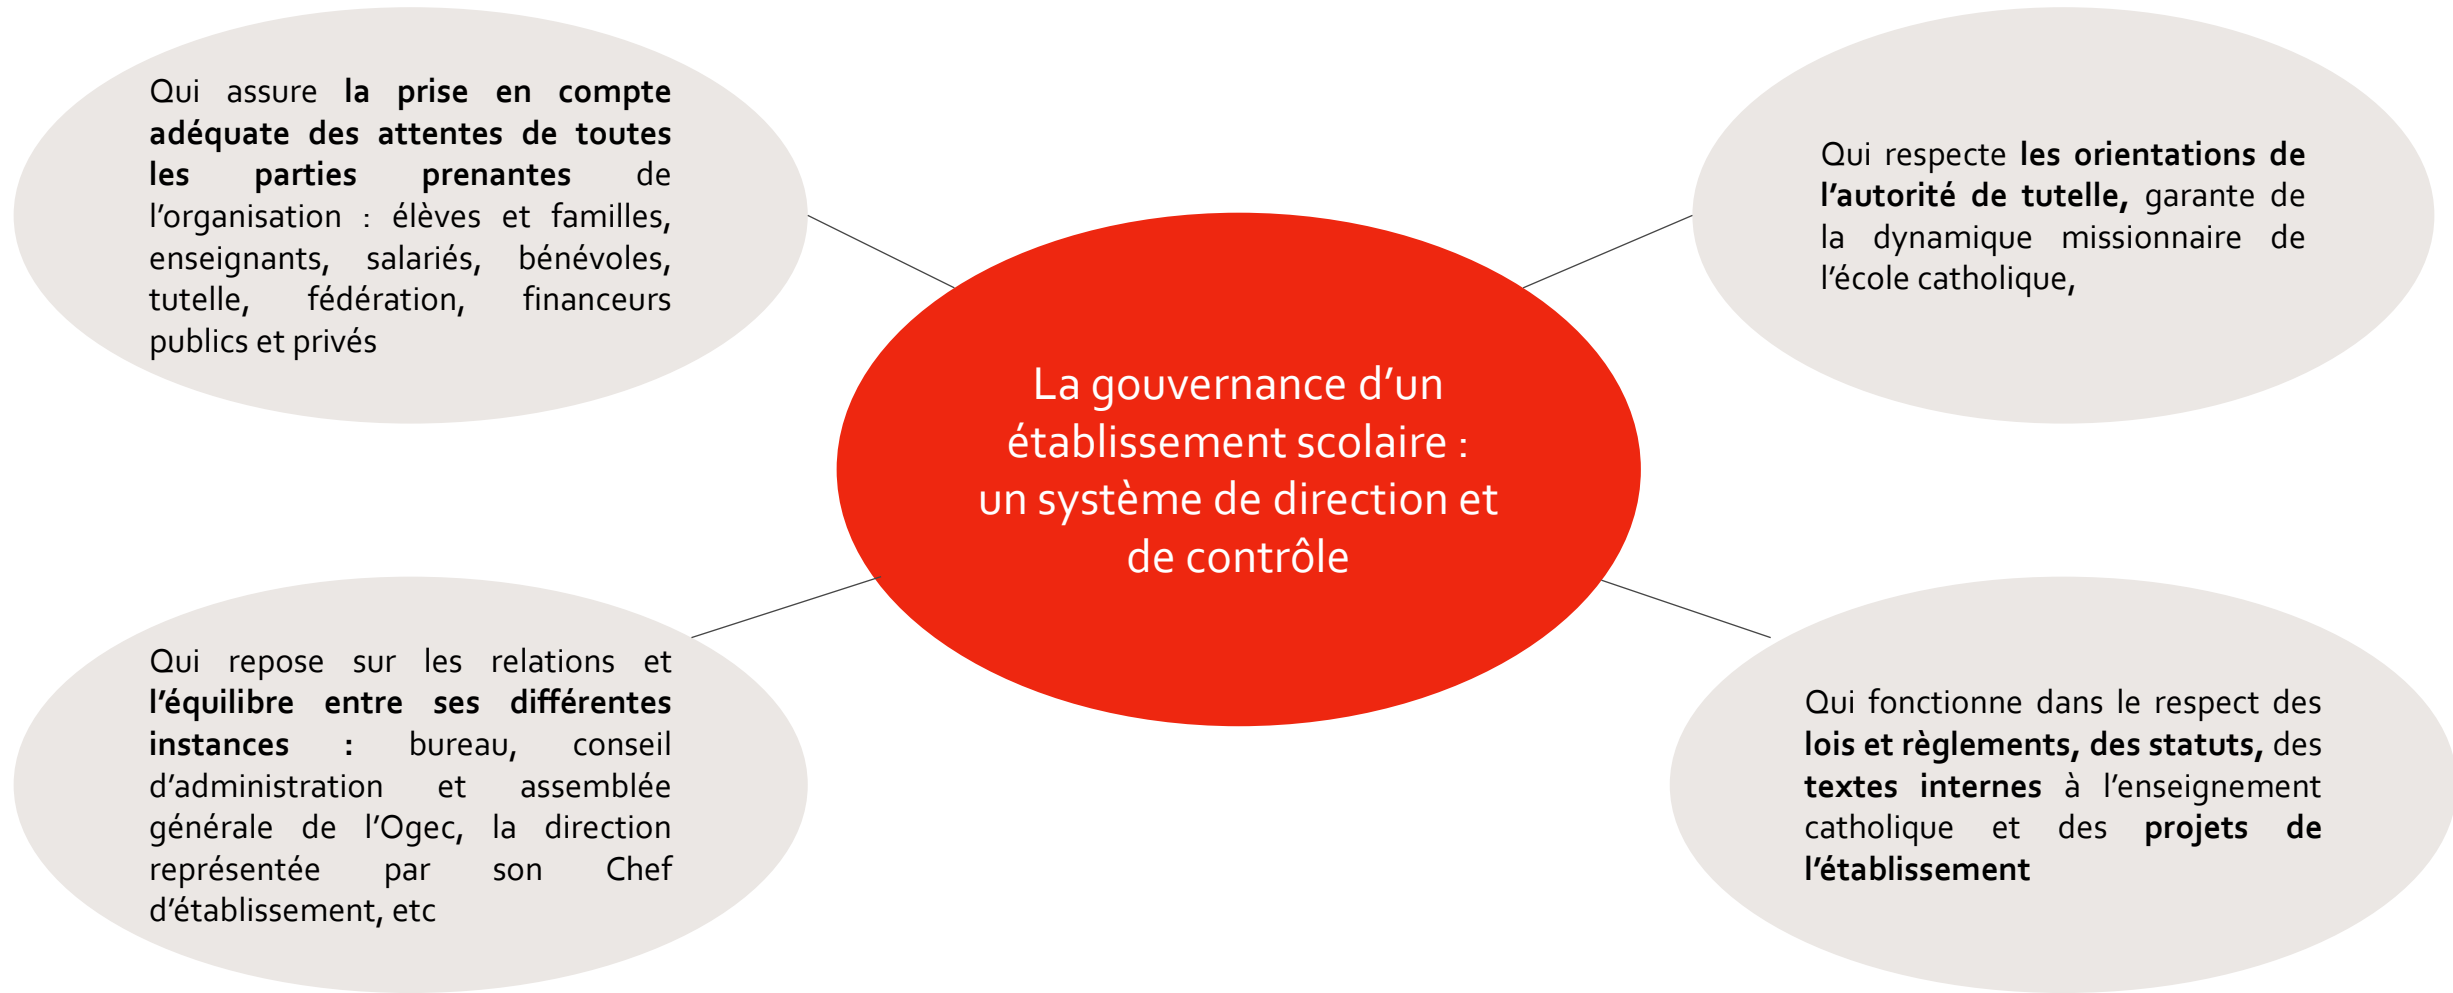 Qui assure la prise en compte
adéquate des attentes de toutes
les parties prenantes de
l’organisation : élèves et familles,
enseignants, salariés, bénévoles,
tutelle, fédération, financeurs
publics et privés
Qui respecte les orientations de
l’autorité de tutelle, garante de
la dynamique missionnaire de
l’école catholique,
La gouvernance d’un
établissement scolaire :
un système de direction et
de contrôle
Qui repose sur les relations et
l’équilibre entre ses différentes
instances : bureau, conseil
d’administration et assemblée
générale de l’Ogec, la direction
représentée par son Chef
d’établissement, etc
Qui fonctionne dans le respect des
lois et règlements, des statuts, des
textes internes à l’enseignement
catholique et des projets de
l’établissement